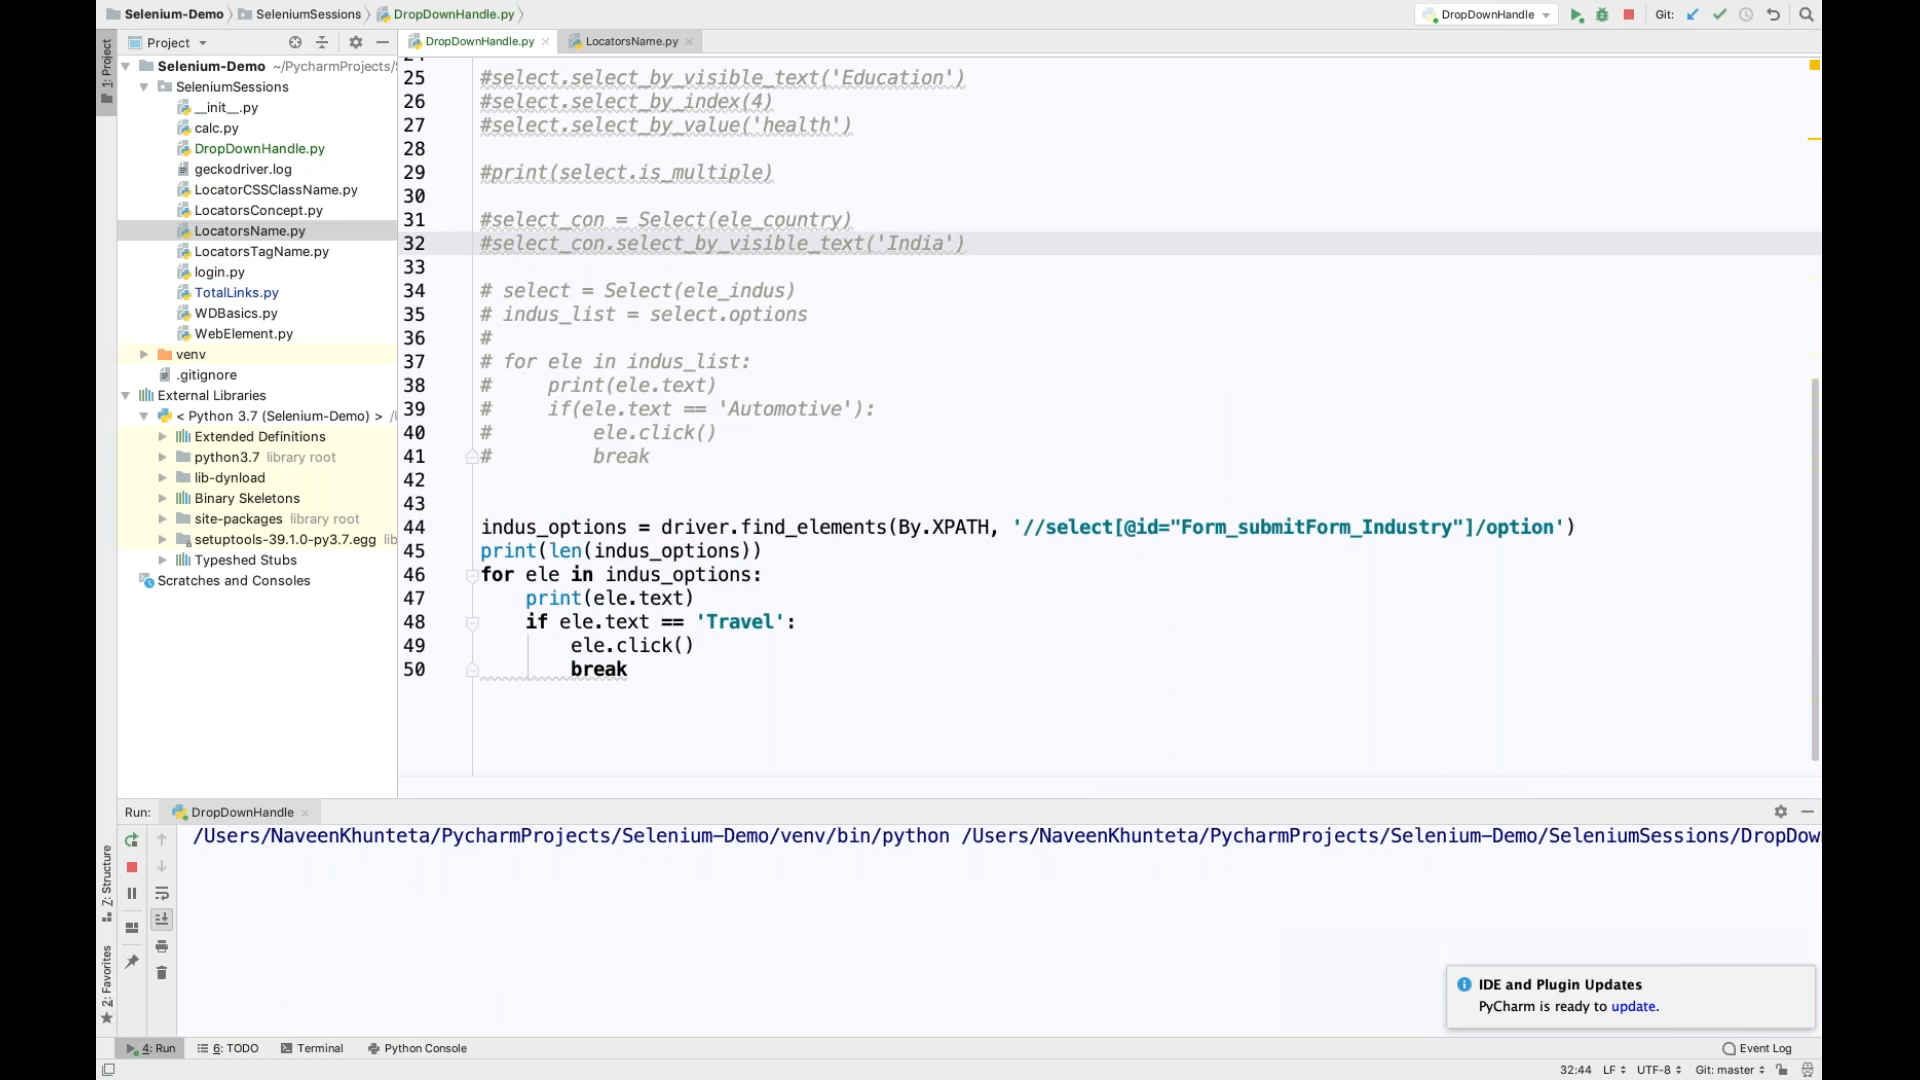 Selenium-Demo SeleniumSessions DropDownHandle.py
DropDownHandle Git:
1: Project
Project
DropDownHandle.py LocatorsName.py
Selenium-Demo ~/PycharmProjects/
SeleniumSessions
__init__.py
calc.py
DropDownHandle.py
geckodriver.log
LocatorCSSClassName.py
LocatorsConcept.py
LocatorsName.py
LocatorsTagName.py
login.py
TotalLinks.py
WDBasics.py
WebElement.py
venv
.gitignore
External Libraries
< Python 3.7 (Selenium-Demo) >
Extended Definitions
python3.7 library root
lib-dynload
Binary Skeletons
site-packages library root
setuptools-39.1.0-py3.7.egg lib
Typeshed Stubs
Scratches and Consoles
25 #select.select_by_visible_text('Education')
26 #select.select_by_index(4)
27 #select.select_by_value('health')
28
29 #print(select.is_multiple)
30
31 #select_con = Select(ele_country)
32 #select_con.select_by_visible_text('India')
33
34 # select = Select(ele_indus)
35 # indus_list = select.options
36 #
37 # for ele in indus_list:
38 #     print(ele.text)
39 #     if(ele.text == 'Automotive'):
40 #         ele.click()
41 #         break
42
43
44 indus_options = driver.find_elements(By.XPATH, '//select[@id="Form_submitForm_Industry"]/option')
45 print(len(indus_options))
46 for ele in indus_options:
47     print(ele.text)
48     if ele.text == 'Travel':
49         ele.click()
50         break
Run: DropDownHandle
/Users/NaveenKhunteta/PycharmProjects/Selenium-Demo/venv/bin/python /Users/NaveenKhunteta/PycharmProjects/Selenium-Demo/SeleniumSessions/DropDow
Z: Structure
2: Favorites
IDE and Plugin Updates
PyCharm is ready to update.
4: Run 6: TODO Terminal Python Console
Event Log
32:44 LF UTF-8 Git: master